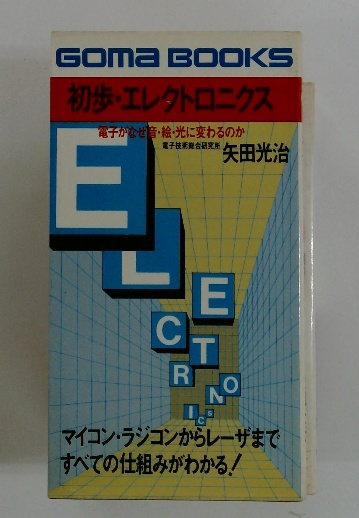 GOMA BOOKS
初歩・エレクトロニクス
電子がなぜ音・絵・光に変わるのか
電子技術総合研究所 矢田光治
E
L
E
C
T
R
O
N
I
C
S
マイコン・ラジコンからレーザまで
すべての仕組みがわかる!